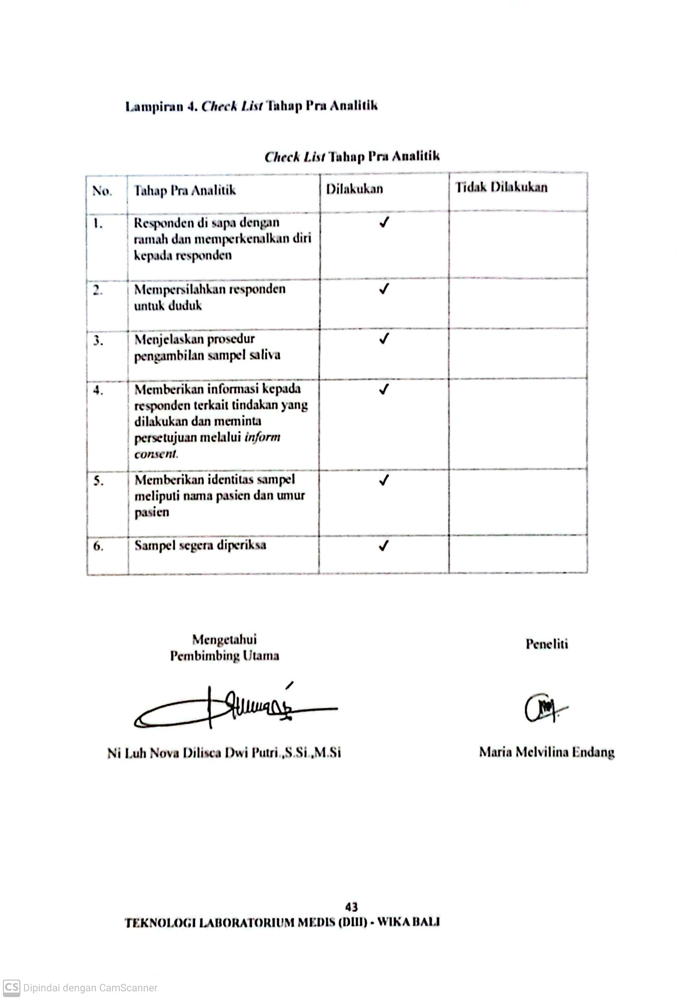 Lampiran 4. Check List Tahap Pra Analitik
Check List Tahap Pra Analitik
No. Tahap Pra Analitik Dilakukan Tidak Dilakukan
1. Responden di sapa dengan ✓
ramah dan memperkenalkan diri
kepada responden
2. Mempersilahkan responden ✓
untuk duduk
3. Menjelaskan prosedur ✓
pengambilan sampel saliva
4. Memberikan informasi kepada ✓
responden terkait tindakan yang
dilakukan dan meminta
persetujuan melalui inform
consent.
5. Memberikan identitas sampel ✓
meliputi nama pasien dan umur
pasien
6. Sampel segera diperiksa ✓
Mengetahui
Pembimbing Utama
Peneliti
Ni Luh Nova Dilisca Dwi Putri.,S.Si.,M.Si
Maria Melvilina Endang
43
TEKNOLOGI LABORATORIUM MEDIS (DIII) - WIKA BALI
CS Dipindai dengan CamScanner